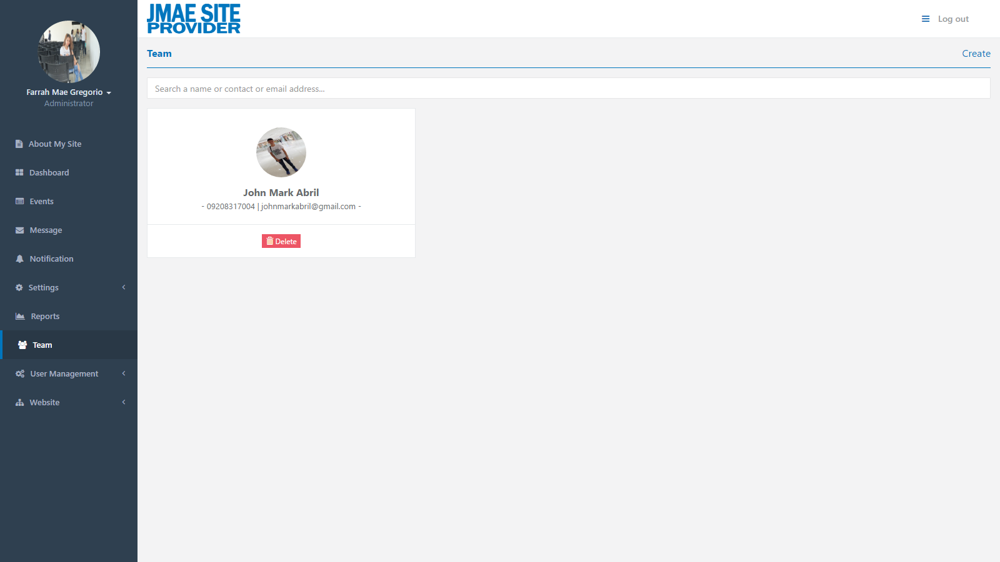 JMAE SITE
PROVIDER
Log out
Farrah Mae Gregorio
Administrator
About My Site
Dashboard
Events
Message
Notification
Settings
Reports
Team
User Management
Website
Team
Create
Search a name or contact or email address...
John Mark Abril
- 09208317004 | johnmarkabril@gmail.com -
Delete